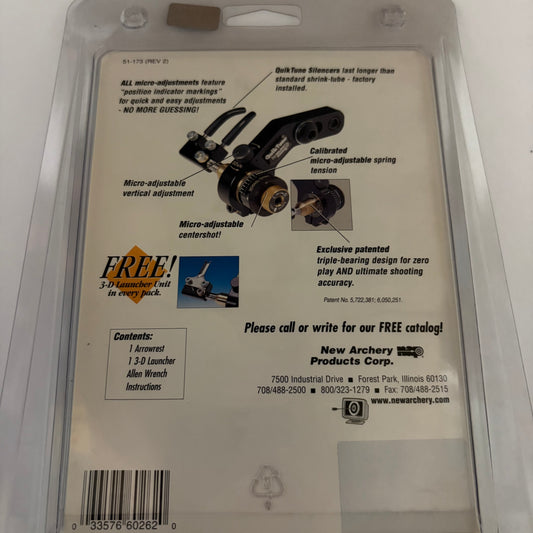 51-173 (REV 2)
ALL micro-adjustments feature
"position indicator markings"
for quick and easy adjustments
- NO MORE GUESSING!
QuikTune Silencers last longer than
standard shrink-tube - factory
installed.
Calibrated
micro-adjustable spring
tension
Micro-adjustable
vertical adjustment
Micro-adjustable
centershot!
Exclusive patented
triple-bearing design for zero
play AND ultimate shooting
accuracy.
Patent No. 5,722,381; 6,050,251.
FREE!
3-D Launcher Unit
in every pack.
Please call or write for our FREE catalog!
Contents:
1 Arrowrest
1 3-D Launcher
Allen Wrench
Instructions
New Archery
Products Corp.
7500 Industrial Drive ■ Forest Park, Illinois 60130
708/488-2500 ■ 800/323-1279 ■ Fax: 708/488-2515
www.newarchery.com
0 33576 60262 0